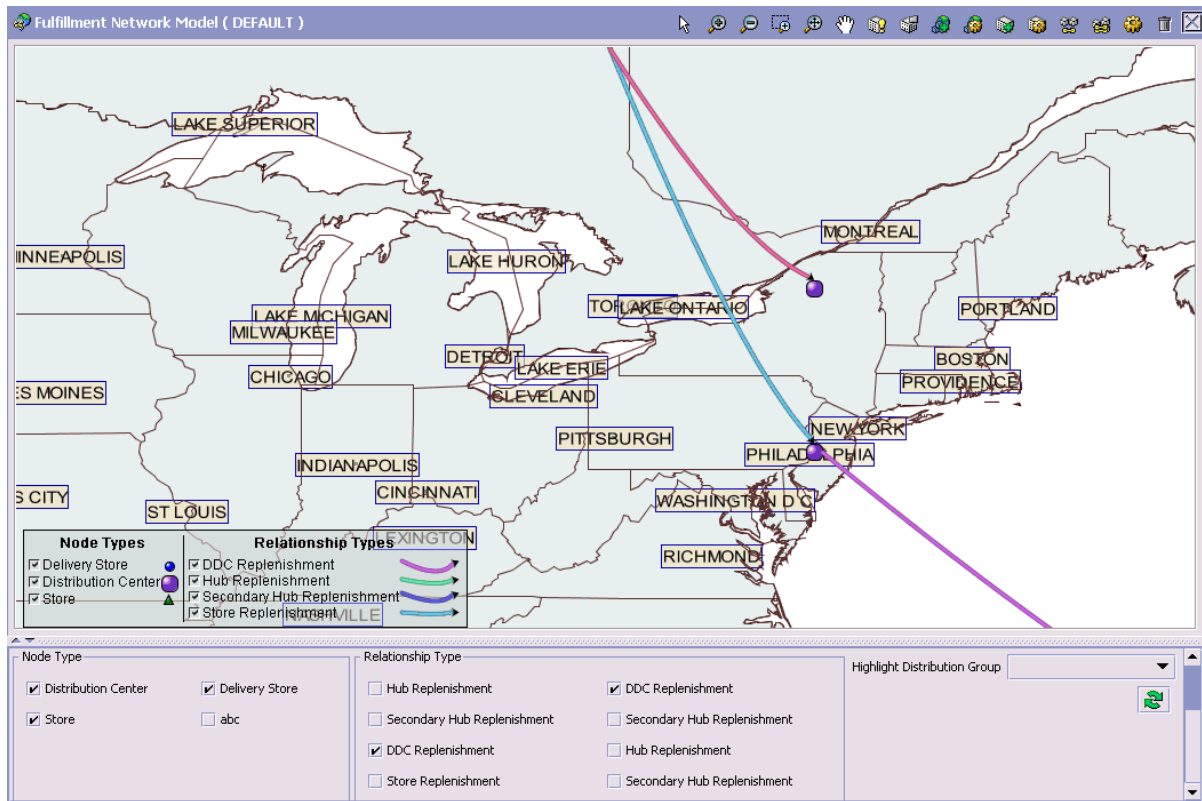 Fulfillment Network Model ( DEFAULT )
LAKE SUPERIOR
MONTREAL
INNEAPOLIS
LAKE HURON
LAKE ONTARIO
PORTLAND
LAKE MICHIGAN
MILWAUKEE
DETROIT
BOSTON
LAKE ERIE
CHICAGO
PROVIDENCE
ES MOINES
CLEVELAND
NEW YORK
PITTSBURGH
PHILADELPHIA
INDIANAPOLIS
S CITY
CINCINNATI
WASHINGTON D C
ST LOUIS
LEXINGTON
RICHMOND
Node Types
Delivery Store
Distribution Center
Store
Relationship Types
DDC Replenishment
Hub Replenishment
Secondary Hub Replenishment
Store Replenishment
NASHVILLE
Node Type
Distribution Center
Delivery Store
Store
abc
Relationship Type
Hub Replenishment
DDC Replenishment
Secondary Hub Replenishment
Secondary Hub Replenishment
DDC Replenishment
Hub Replenishment
Store Replenishment
Secondary Hub Replenishment
Highlight Distribution Group